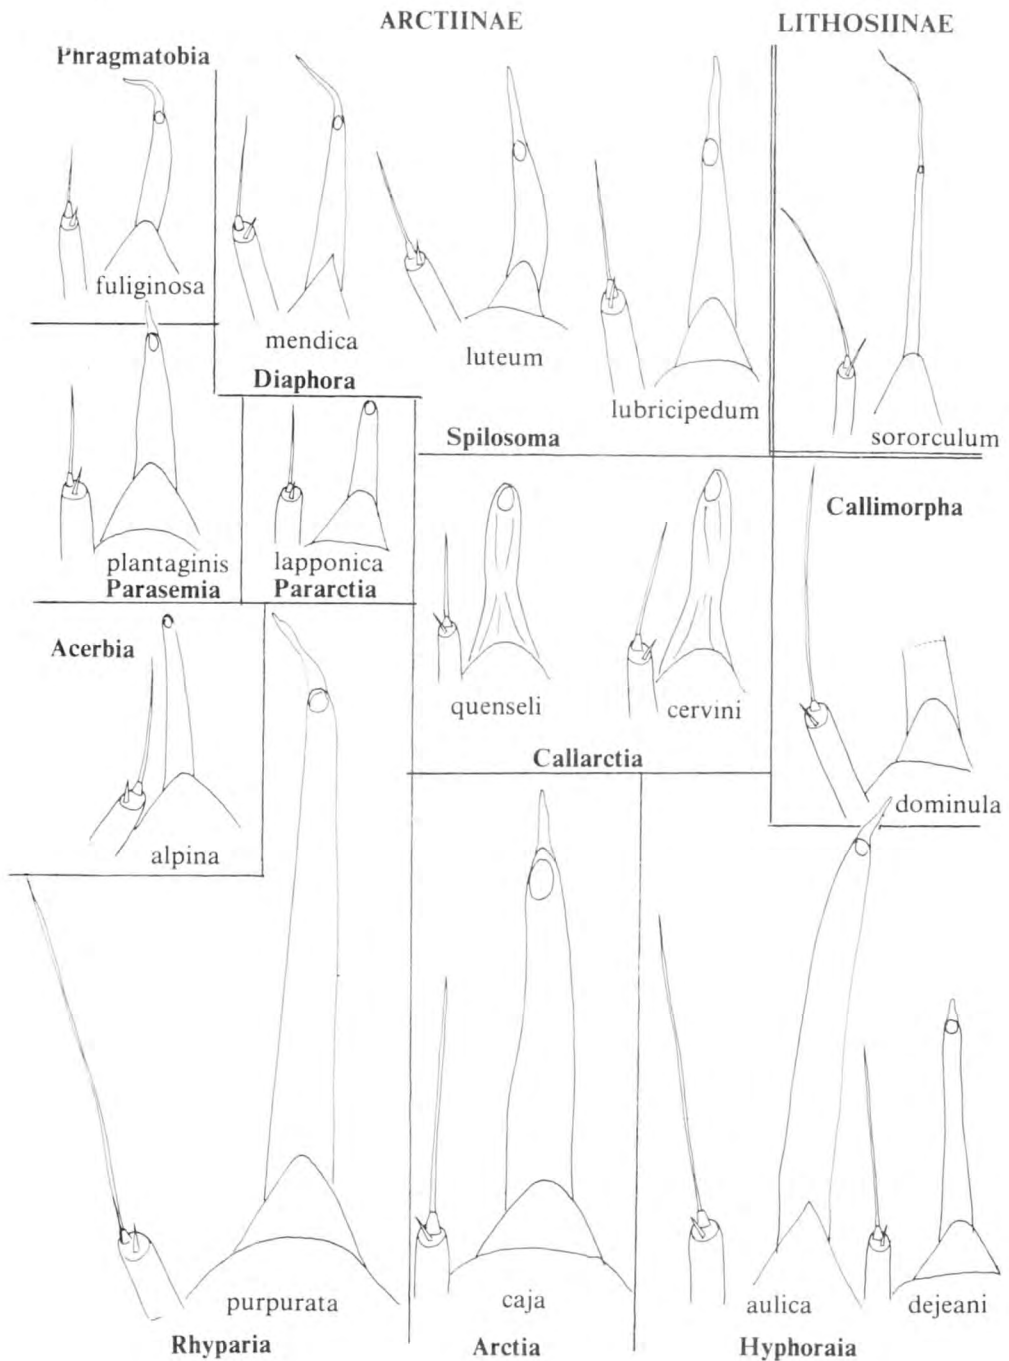 ARCTIINAE
LITHOSIINAE
Phragmatobia
fuliginosa
mendica
Diaphora
luteum
lubricipedum
Spilosoma
sororculum
plantaginis
Parasemia
lapponica
Pararctia
quenseli
cervini
Callarctia
Callimorpha
dominula
Acerbia
alpina
purpurata
Rhyparia
caja
Arctia
aulica
dejeani
Hyphoraia